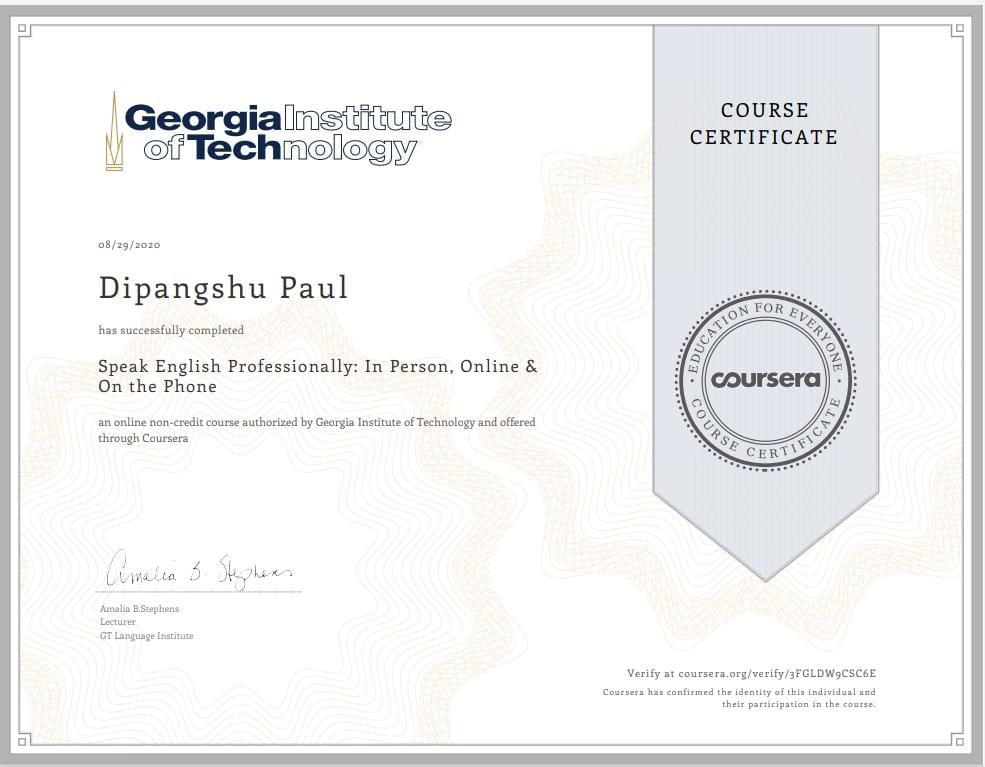 Georgia Institute
of Technology
COURSE
CERTIFICATE
08/29/2020
Dipangshu Paul
has successfully completed
Speak English Professionally: In Person, Online &
On the Phone
an online non-credit course authorized by Georgia Institute of Technology and offered
through Coursera
EDUCATION FOR EVERYONE
coursera
COURSE CERTIFICATE
Amalia B. Stephens
Amalia B.Stephens
Lecturer
GT Language Institute
Verify at coursera.org/verify/3FGLDW9CSC6E
Coursera has confirmed the identity of this individual and
their participation in the course.